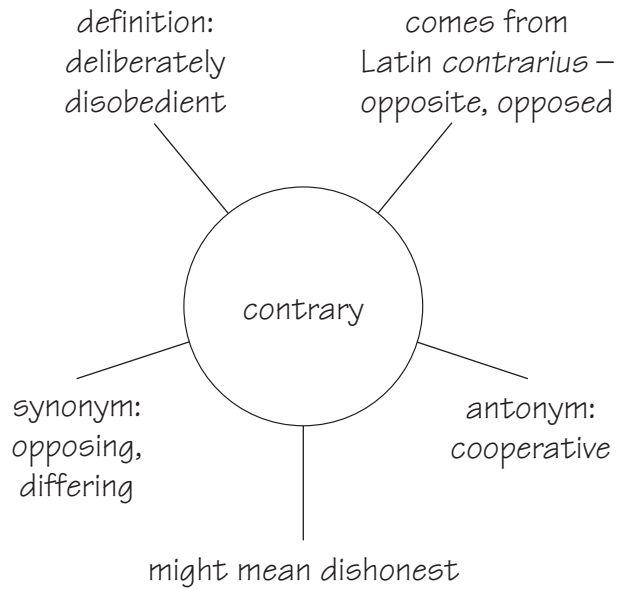 definition:
deliberately
disobedient
comes from
Latin contrarius –
opposite, opposed
contrary
synonym:
opposing,
differing
antonym:
cooperative
might mean dishonest